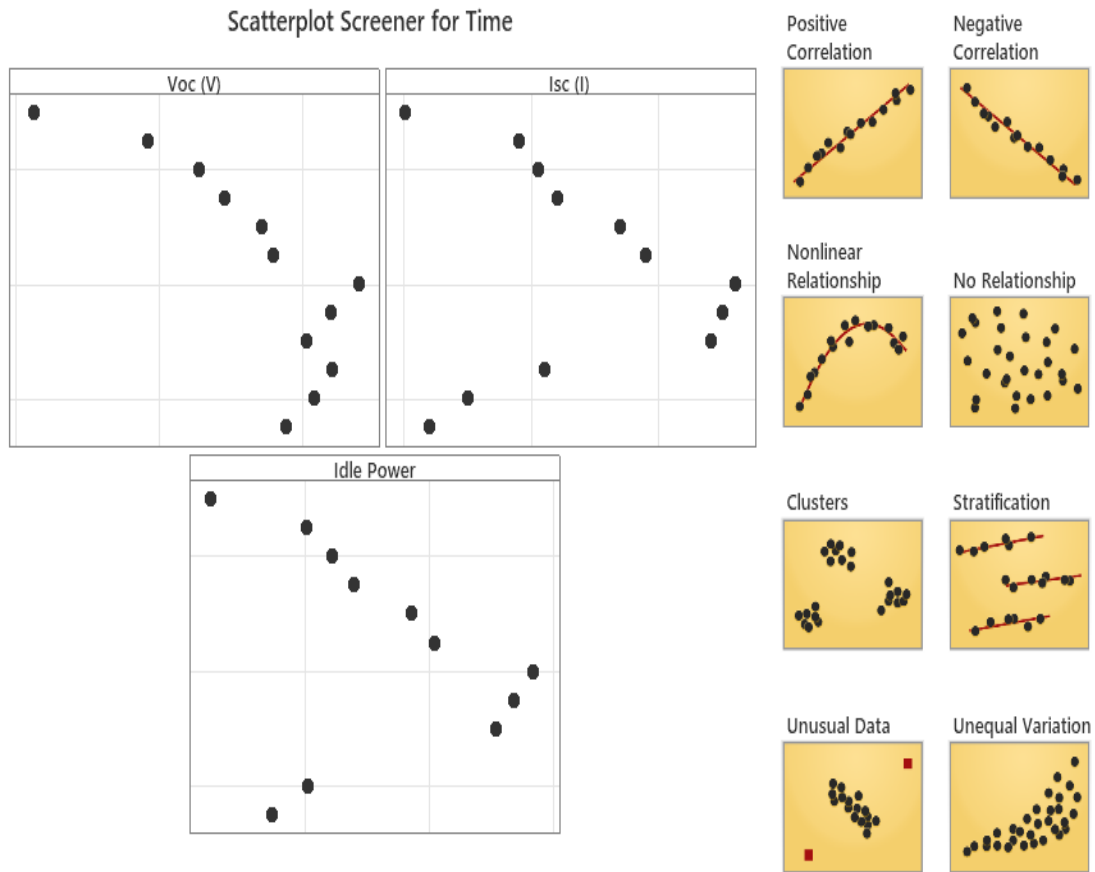 Scatterplot Screener for Time
Voc (V)
Isc (I)
Idle Power
Positive
Correlation
Negative
Correlation
Nonlinear
Relationship
No Relationship
Clusters
Stratification
Unusual Data
Unequal Variation